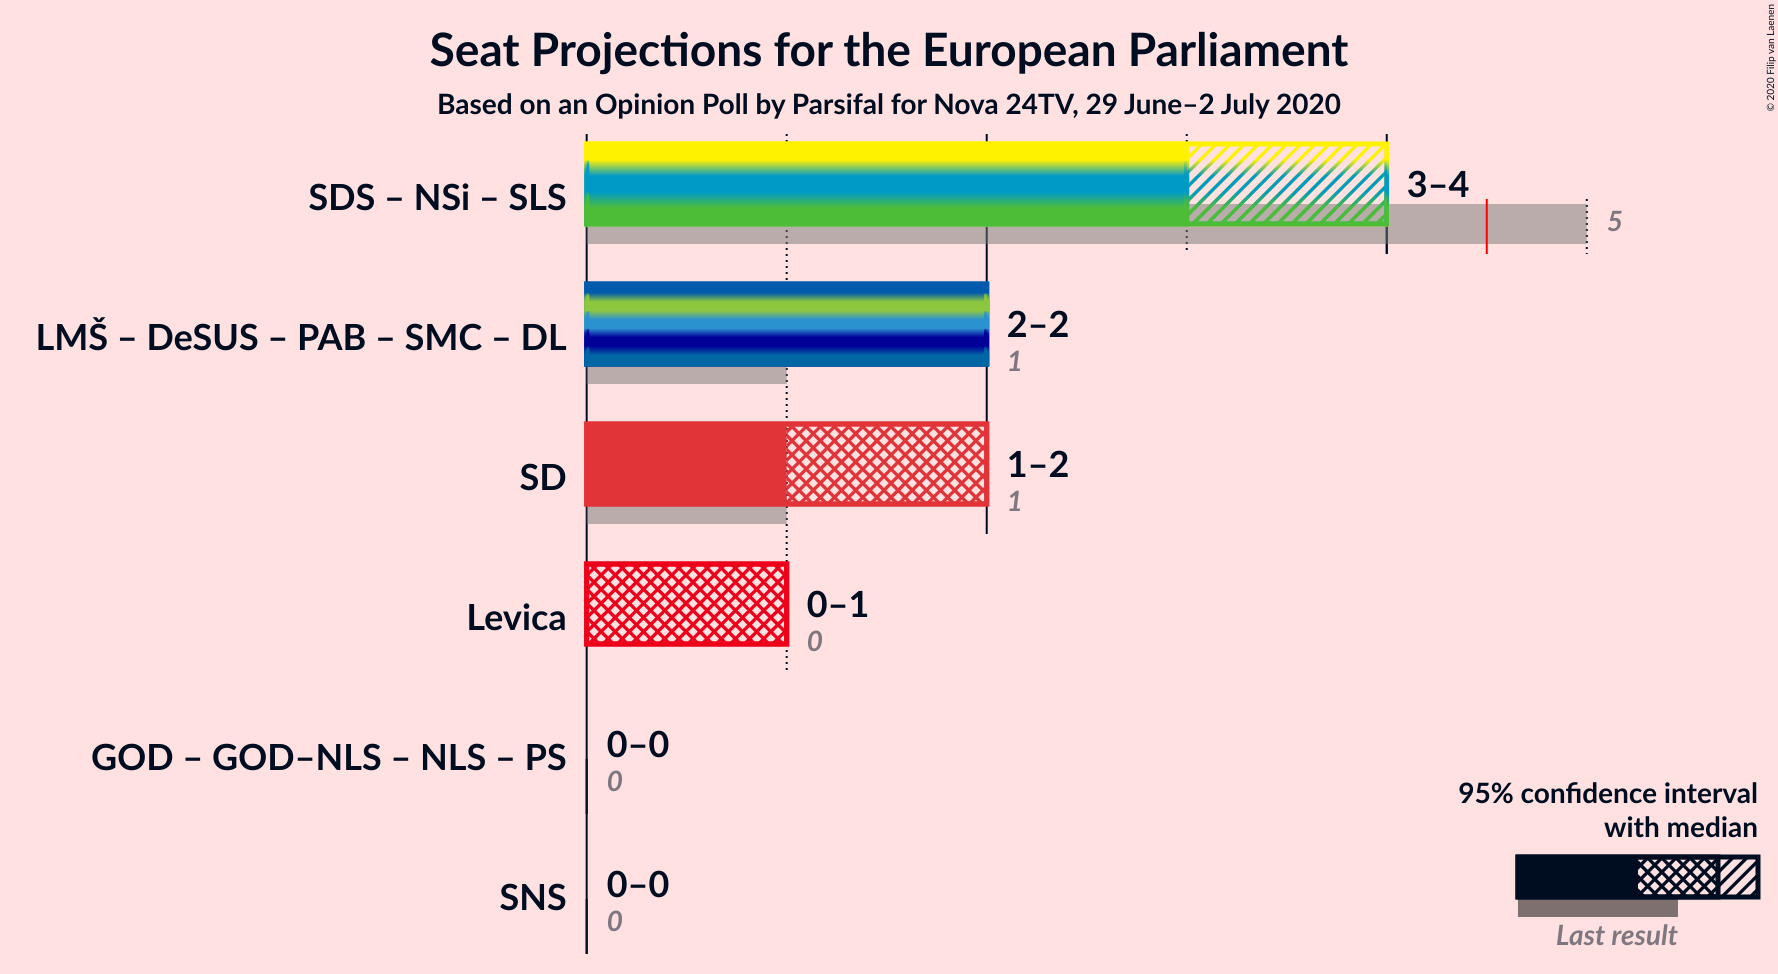 Seat Projections for the European Parliament
Based on an Opinion Poll by Parsifal for Nova 24TV, 29 June–2 July 2020
© 2020 Filip van Laenen
SDS – NSi – SLS
3–4
5
LMŠ – DeSUS – PAB – SMC – DL
2–2
1
SD
1–2
1
Levica
0–1
0
GOD – GOD–NLS – NLS – PS
0–0
0
SNS
0–0
0
95% confidence interval
with median
Last result